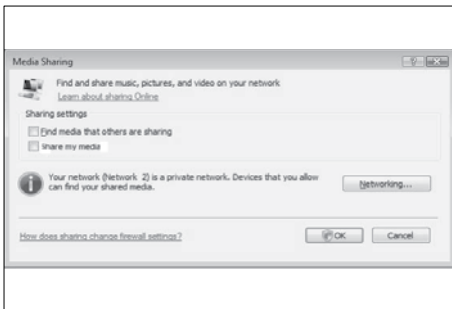 Media Sharing
Find and share music, pictures, and video on your network
Learn about sharing Online
Sharing settings
Find media that others are sharing
Share my media
Your network (Network 2) is a private network. Devices that you allow
can find your shared media.
Networking...
How does sharing change firewall settings?
OK
Cancel